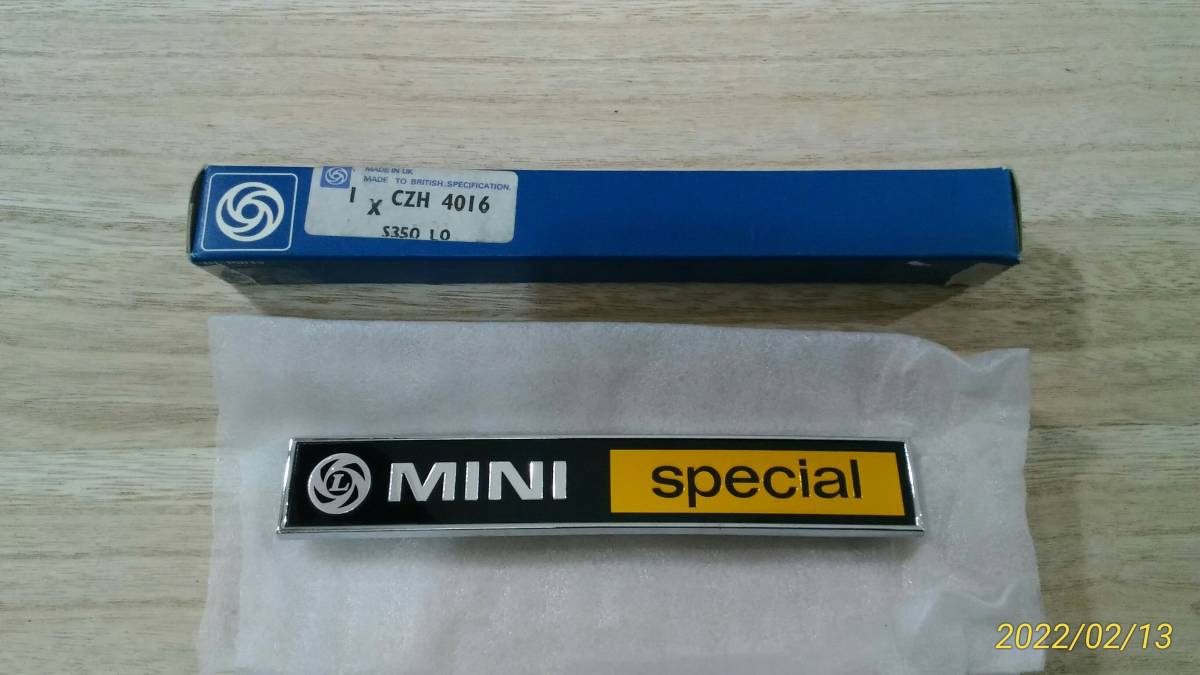 MADE IN UK
MADE TO BRITISH SPECIFICATION.
1 X CZH 4016
S350 LO
L MINI special
2022/02/13